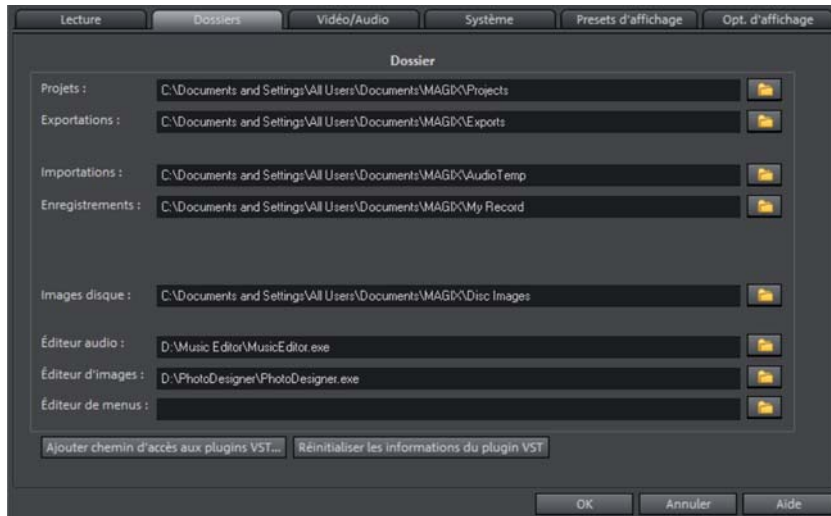 Lecture Dossiers Vidéo/Audio Système Presets d'affichage Opt. d'affichage
Dossier
Projets : C:\Documents and Settings\All Users\Documents\MAGIX\Projects
Exportations : C:\Documents and Settings\All Users\Documents\MAGIX\Exports
Importations : C:\Documents and Settings\All Users\Documents\MAGIX\AudioTemp
Enregistrements : C:\Documents and Settings\All Users\Documents\MAGIX\My Record
Images disque : C:\Documents and Settings\All Users\Documents\MAGIX\Disc Images
Éditeur audio : D:\Music Editor\MusicEditor.exe
Éditeur d'images : D:\PhotoDesigner\PhotoDesigner.exe
Éditeur de menus :
Ajouter chemin d'accès aux plugins VST... Réinitialiser les informations du plugin VST
OK Annuler Aide